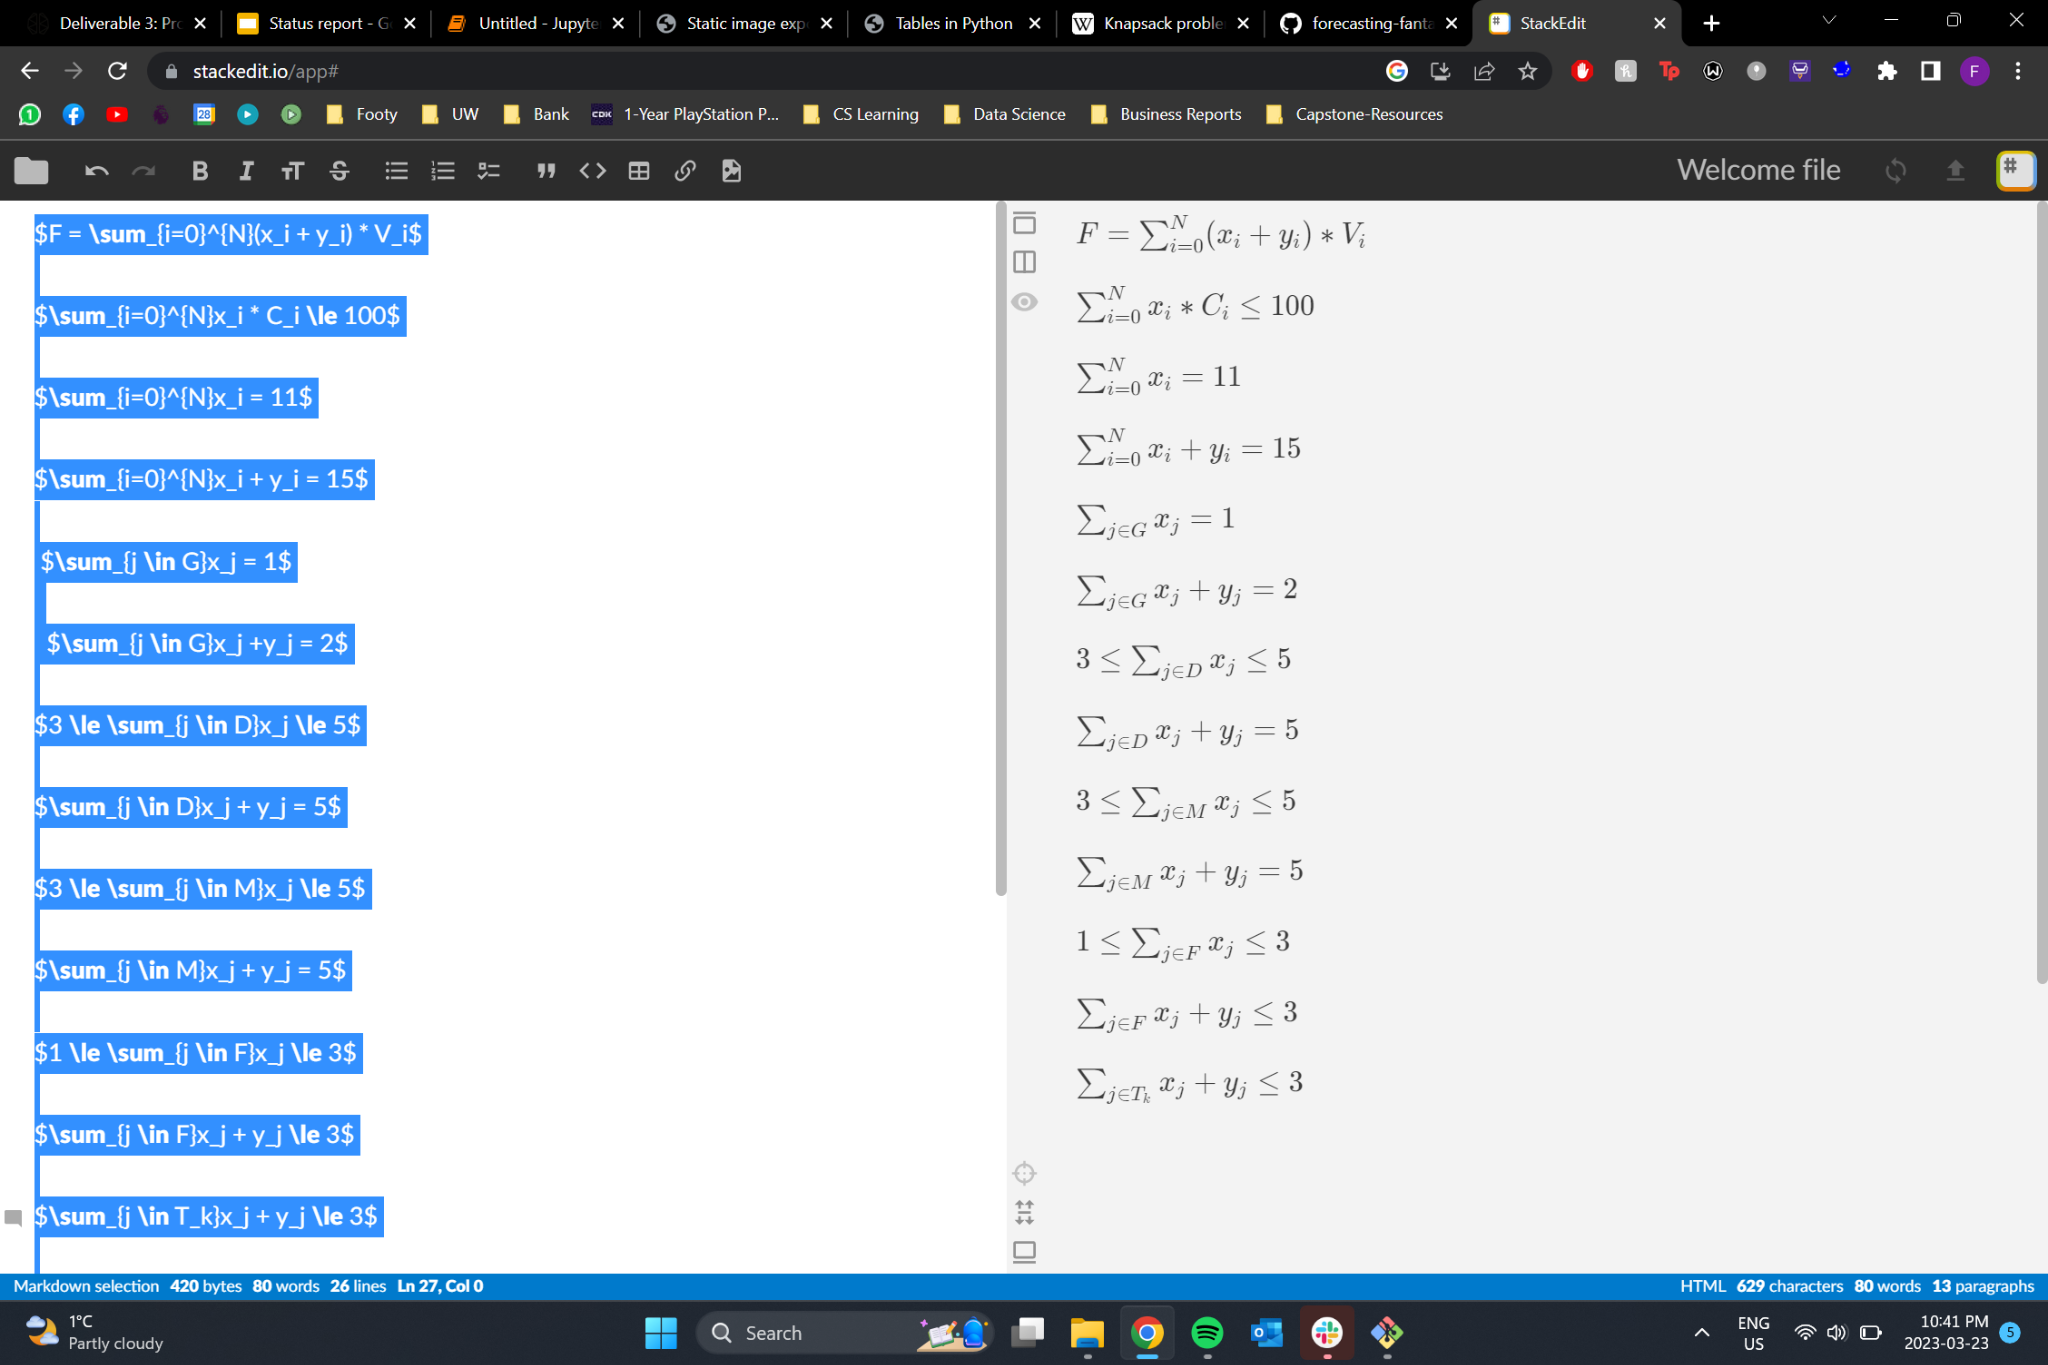 Deliverable 3: Pr
Status report - G
Untitled - Jupyte
Static image exp
Tables in Python
Knapsack proble
forecasting-fanta
StackEdit
stackedit.io/app#
Footy
UW
Bank
1-Year PlayStation P...
CS Learning
Data Science
Business Reports
Capstone-Resources
Welcome file
$F = \sum_{i=0}^{N}(x_i + y_i) * V_i$
$\sum_{i=0}^{N}x_i * C_i \le 100$
$\sum_{i=0}^{N}x_i = 11$
$\sum_{i=0}^{N}x_i + y_i = 15$
$\sum_{j \in G}x_j = 1$
$\sum_{j \in G}x_j +y_j = 2$
$3 \le \sum_{j \in D}x_j \le 5$
$\sum_{j \in D}x_j + y_j = 5$
$3 \le \sum_{j \in M}x_j \le 5$
$\sum_{j \in M}x_j + y_j = 5$
$1 \le \sum_{j \in F}x_j \le 3$
$\sum_{j \in F}x_j + y_j \le 3$
$\sum_{j \in T_k}x_j + y_j \le 3$
F = ∑_{i=0}^{N}(x_i + y_i) ∗ V_i
∑_{i=0}^{N} x_i ∗ C_i ≤ 100
∑_{i=0}^{N} x_i = 11
∑_{i=0}^{N} x_i + y_i = 15
∑_{j∈G} x_j = 1
∑_{j∈G} x_j + y_j = 2
3 ≤ ∑_{j∈D} x_j ≤ 5
∑_{j∈D} x_j + y_j = 5
3 ≤ ∑_{j∈M} x_j ≤ 5
∑_{j∈M} x_j + y_j = 5
1 ≤ ∑_{j∈F} x_j ≤ 3
∑_{j∈F} x_j + y_j ≤ 3
∑_{j∈T_k} x_j + y_j ≤ 3
Markdown selection 420 bytes 80 words 26 lines Ln 27, Col 0
HTML 629 characters 80 words 13 paragraphs
1°C
Partly cloudy
Search
ENG
US
10:41 PM
2023-03-23
5